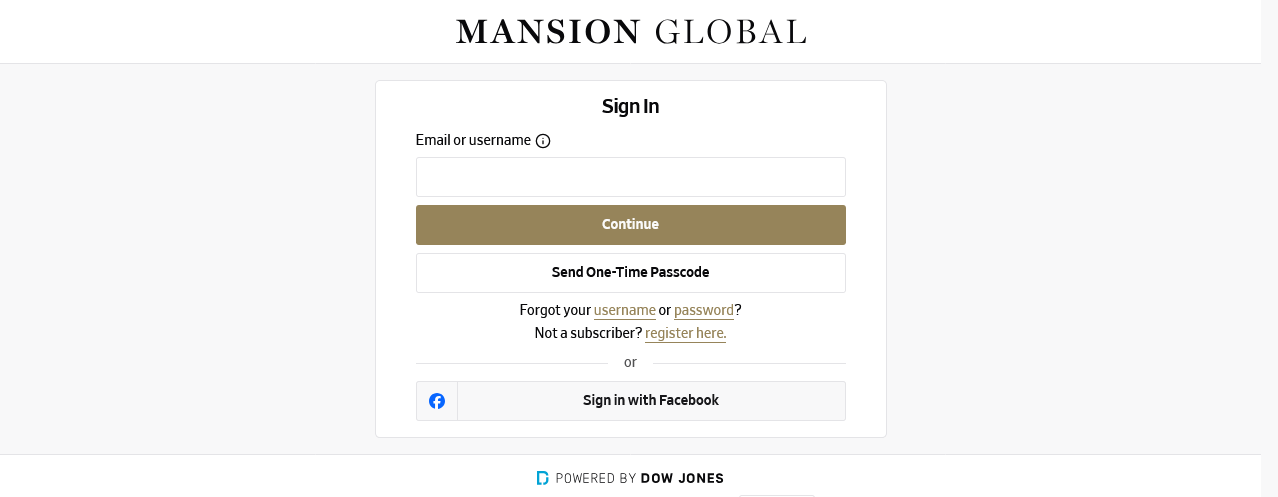 MANSION GLOBAL
Sign In
Email or username
Continue
Send One-Time Passcode
Forgot your username or password?
Not a subscriber? register here.
or
Sign in with Facebook
POWERED BY DOW JONES